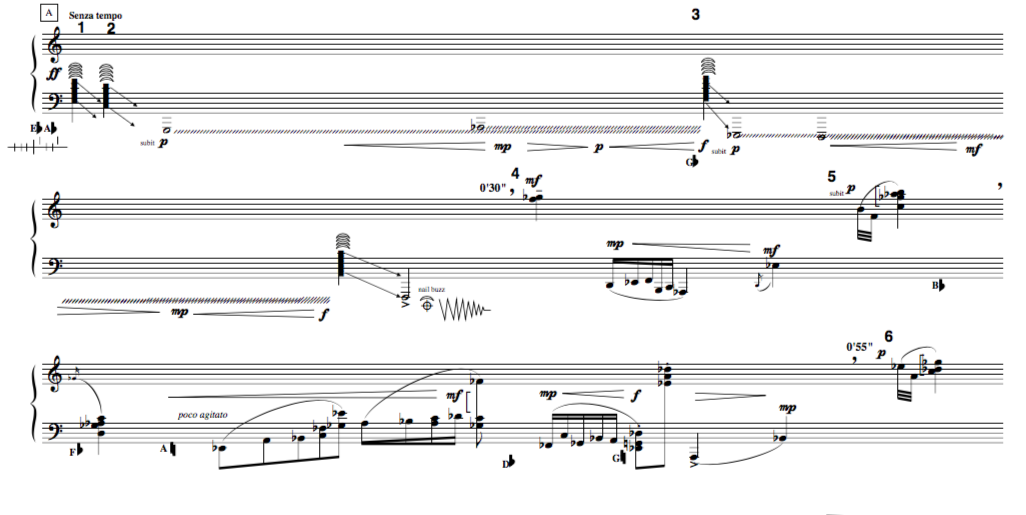 A Senza tempo
1 2 3
ff
E♭ A♭ subit p mp p f G♭ subit p mf
0'30" , 4 mf 5 subit p ,
mp mf
nail buzz
mp f B♭
0'55" , p 6
mf mp f mp
poco agitato
F♭ A♮ D♭ G♮